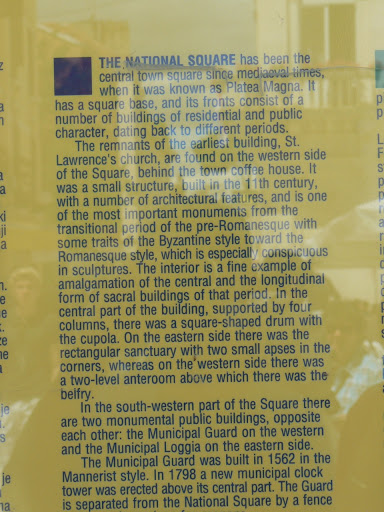 THE NATIONAL SQUARE has been the
central town square since mediaeval times,
when it was known as Platea Magna. It
has a square base, and its fronts consist of a
number of buildings of residential and public
character, dating back to different periods.
The remnants of the earliest building, St.
Lawrence's church, are found on the western side
of the Square, behind the town coffee house. It
was a small structure, built in the 11th century,
with a number of architectural features, and is one
of the most important monuments from the
transitional period of the pre-Romanesque with
some traits of the Byzantine style toward the
Romanesque style, which is especially conspicuous
in sculptures. The interior is a fine example of
amalgamation of the central and the longitudinal
form of sacral buildings of that period. In the
central part of the building, supported by four
columns, there was a square-shaped drum with
the cupola. On the eastern side there was the
rectangular sanctuary with two small apses in the
corners, whereas on the western side there was
a two-level anteroom above which there was the
belfry.
In the south-western part of the Square there
are two monumental public buildings, opposite
each other: the Municipal Guard on the western
and the Municipal Loggia on the eastern side.
The Municipal Guard was built in 1562 in the
Mannerist style. In 1798 a new municipal clock
tower was erected above its central part. The Guard
is separated from the National Square by a fence